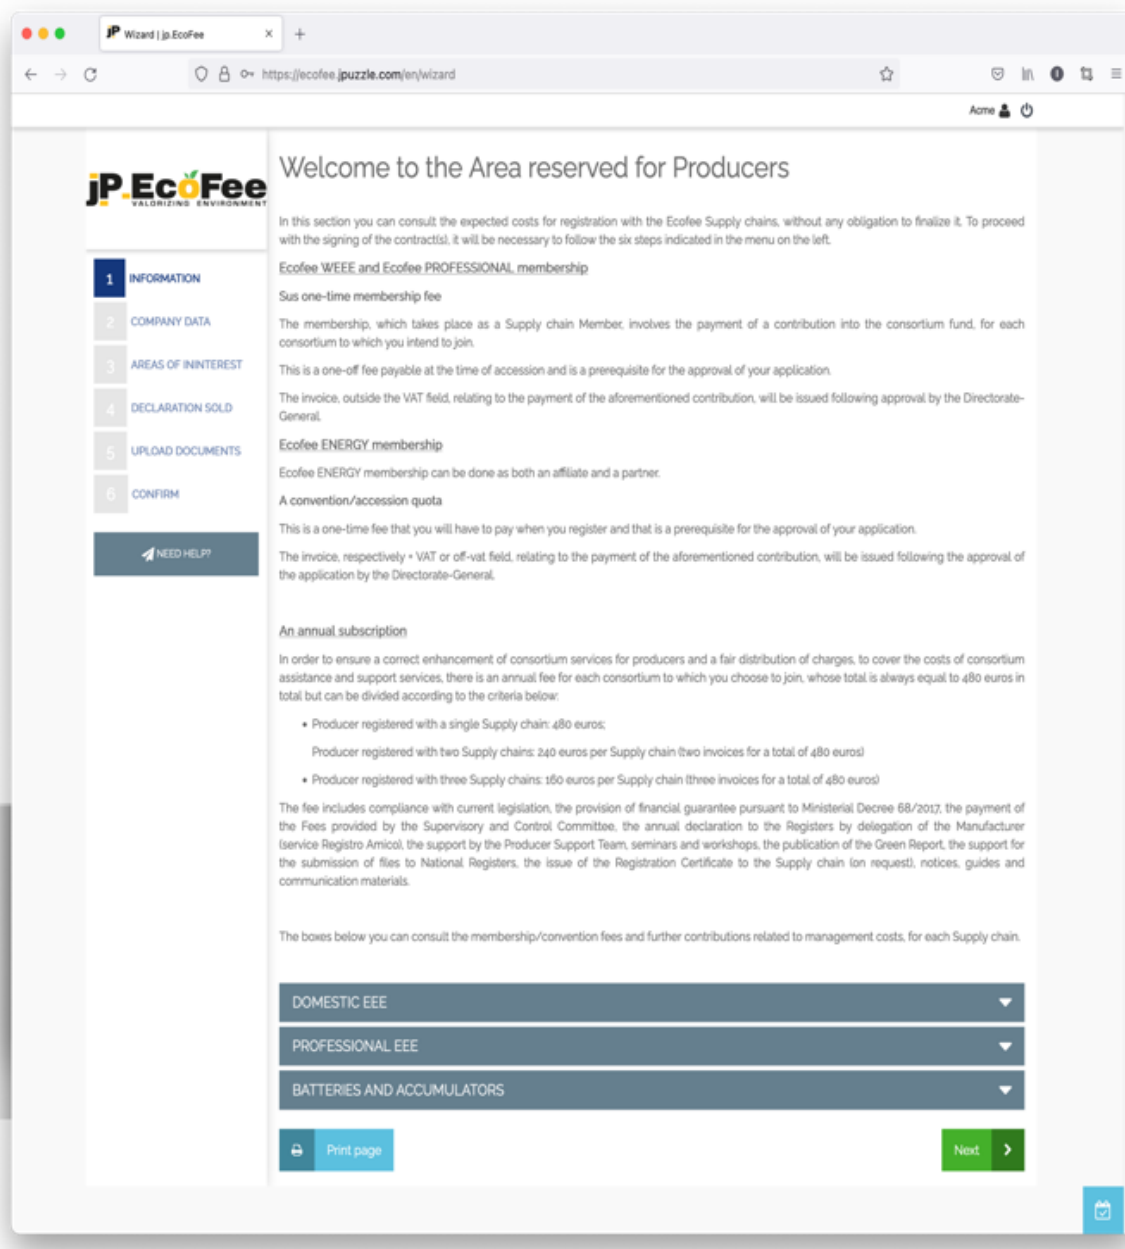 Wizard | jp.EcoFee
https://ecofee.jpuzzle.com/en/wizard
Acme
jP.EcoFee
VALORIZING ENVIRONMENT
1 INFORMATION
2 COMPANY DATA
3 AREAS OF ININTEREST
4 DECLARATION SOLD
5 UPLOAD DOCUMENTS
6 CONFIRM
NEED HELP?
Welcome to the Area reserved for Producers
In this section you can consult the expected costs for registration with the Ecofee Supply chains, without any obligation to finalize it. To proceed
with the signing of the contract(s), it will be necessary to follow the six steps indicated in the menu on the left.
Ecofee WEEE and Ecofee PROFESSIONAL membership
Sus one-time membership fee
The membership, which takes place as a Supply chain Member, involves the payment of a contribution into the consortium fund, for each
consortium to which you intend to join.
This is a one-off fee payable at the time of accession and is a prerequisite for the approval of your application.
The invoice, outside the VAT field, relating to the payment of the aforementioned contribution, will be issued following approval by the Directorate-
General.
Ecofee ENERGY membership
Ecofee ENERGY membership can be done as both an affiliate and a partner.
A convention/accession quota
This is a one-time fee that you will have to pay when you register and that is a prerequisite for the approval of your application.
The invoice, respectively + VAT or off-vat field, relating to the payment of the aforementioned contribution, will be issued following the approval of
the application by the Directorate-General.
An annual subscription
In order to ensure a correct enhancement of consortium services for producers and a fair distribution of charges, to cover the costs of consortium
assistance and support services, there is an annual fee for each consortium to which you choose to join, whose total is always equal to 480 euros in
total but can be divided according to the criteria below:
• Producer registered with a single Supply chain: 480 euros;
Producer registered with two Supply chains: 240 euros per Supply chain (two invoices for a total of 480 euros)
• Producer registered with three Supply chains: 160 euros per Supply chain (three invoices for a total of 480 euros)
The fee includes compliance with current legislation, the provision of financial guarantee pursuant to Ministerial Decree 68/2017, the payment of
the Fees provided by the Supervisory and Control Committee, the annual declaration to the Registers by delegation of the Manufacturer
(service Registro Amico), the support by the Producer Support Team, seminars and workshops, the publication of the Green Report, the support for
the submission of files to National Registers, the issue of the Registration Certificate to the Supply chain (on request), notices, guides and
communication materials.
The boxes below you can consult the membership/convention fees and further contributions related to management costs, for each Supply chain.
DOMESTIC EEE
PROFESSIONAL EEE
BATTERIES AND ACCUMULATORS
Print page
Next